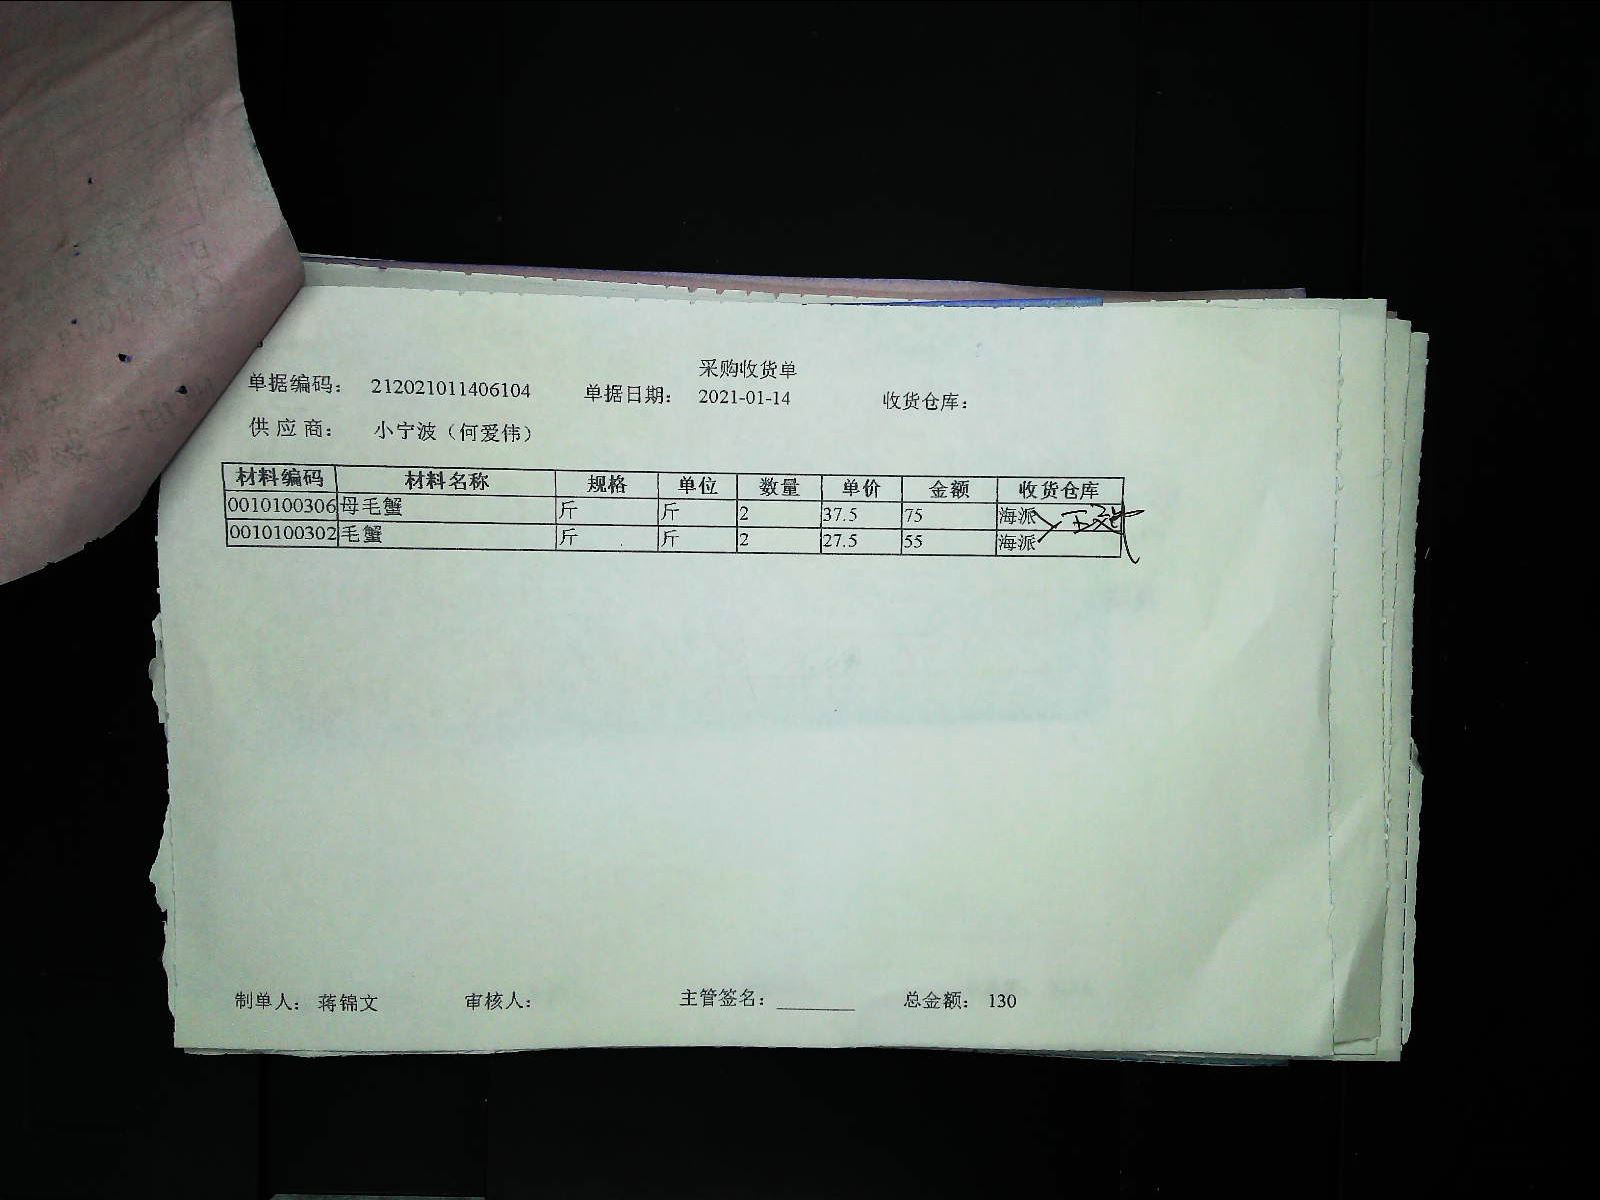 采购收货单
单据编码： 212021011406104 单据日期： 2021-01-14 收货仓库：
供应商： 小宁波（何爱伟）
材料编码 材料名称 规格 单位 数量 单价 金额 收货仓库
0010100306 母毛蟹 斤 斤 2 37.5 75 海派
0010100302 毛蟹 斤 斤 2 27.5 55 海派
制单人： 蒋锦文 审核人： 主管签名： ________ 总金额： 130